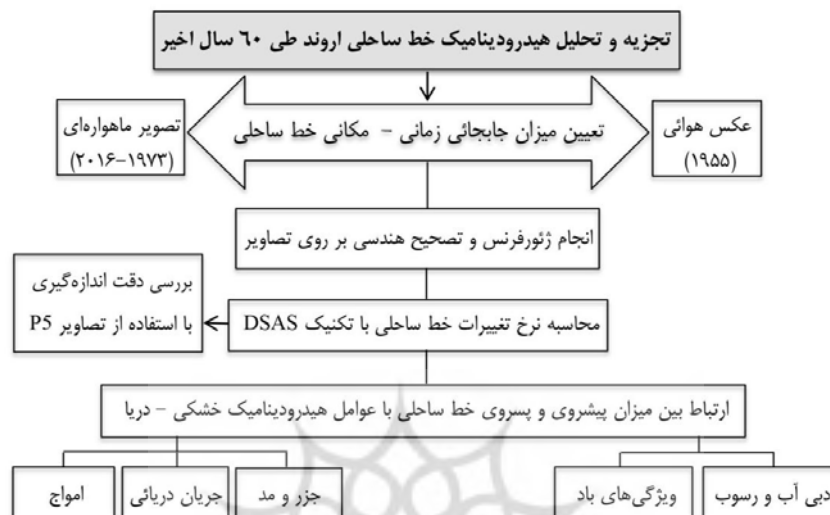 تجزیه و تحلیل هیدرودینامیک خط ساحلی اروند طی ٦٠ سال اخیر
عکس هوائی
(۱۹۵۵)
تعیین میزان جابجائی زمانی – مکانی خط ساحلی
تصویر ماهواره‌ای
(۱۹۷۳–۲۰۱۶)
انجام ژئورفرنس و تصحیح هندسی بر روی تصاویر
محاسبه نرخ تغییرات خط ساحلی با تکنیک DSAS
بررسی دقت اندازه‌گیری
با استفاده از تصاویر P5
ارتباط بین میزان پیشروی و پسروی خط ساحلی با عوامل هیدرودینامیک خشکی – دریا
دبی آب و رسوب
ویژگی‌های باد
جزر و مد
جریان دریائی
امواج